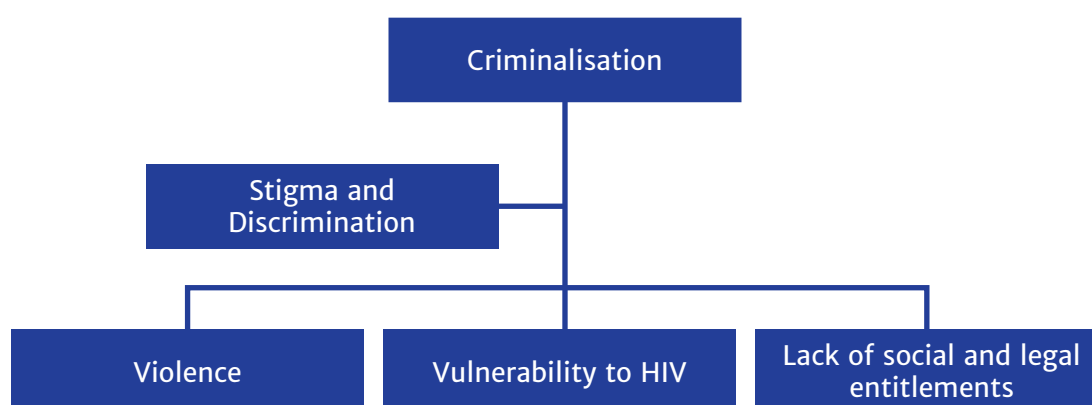 Criminalisation
Stigma and
Discrimination
Violence
Vulnerability to HIV
Lack of social and legal
entitlements